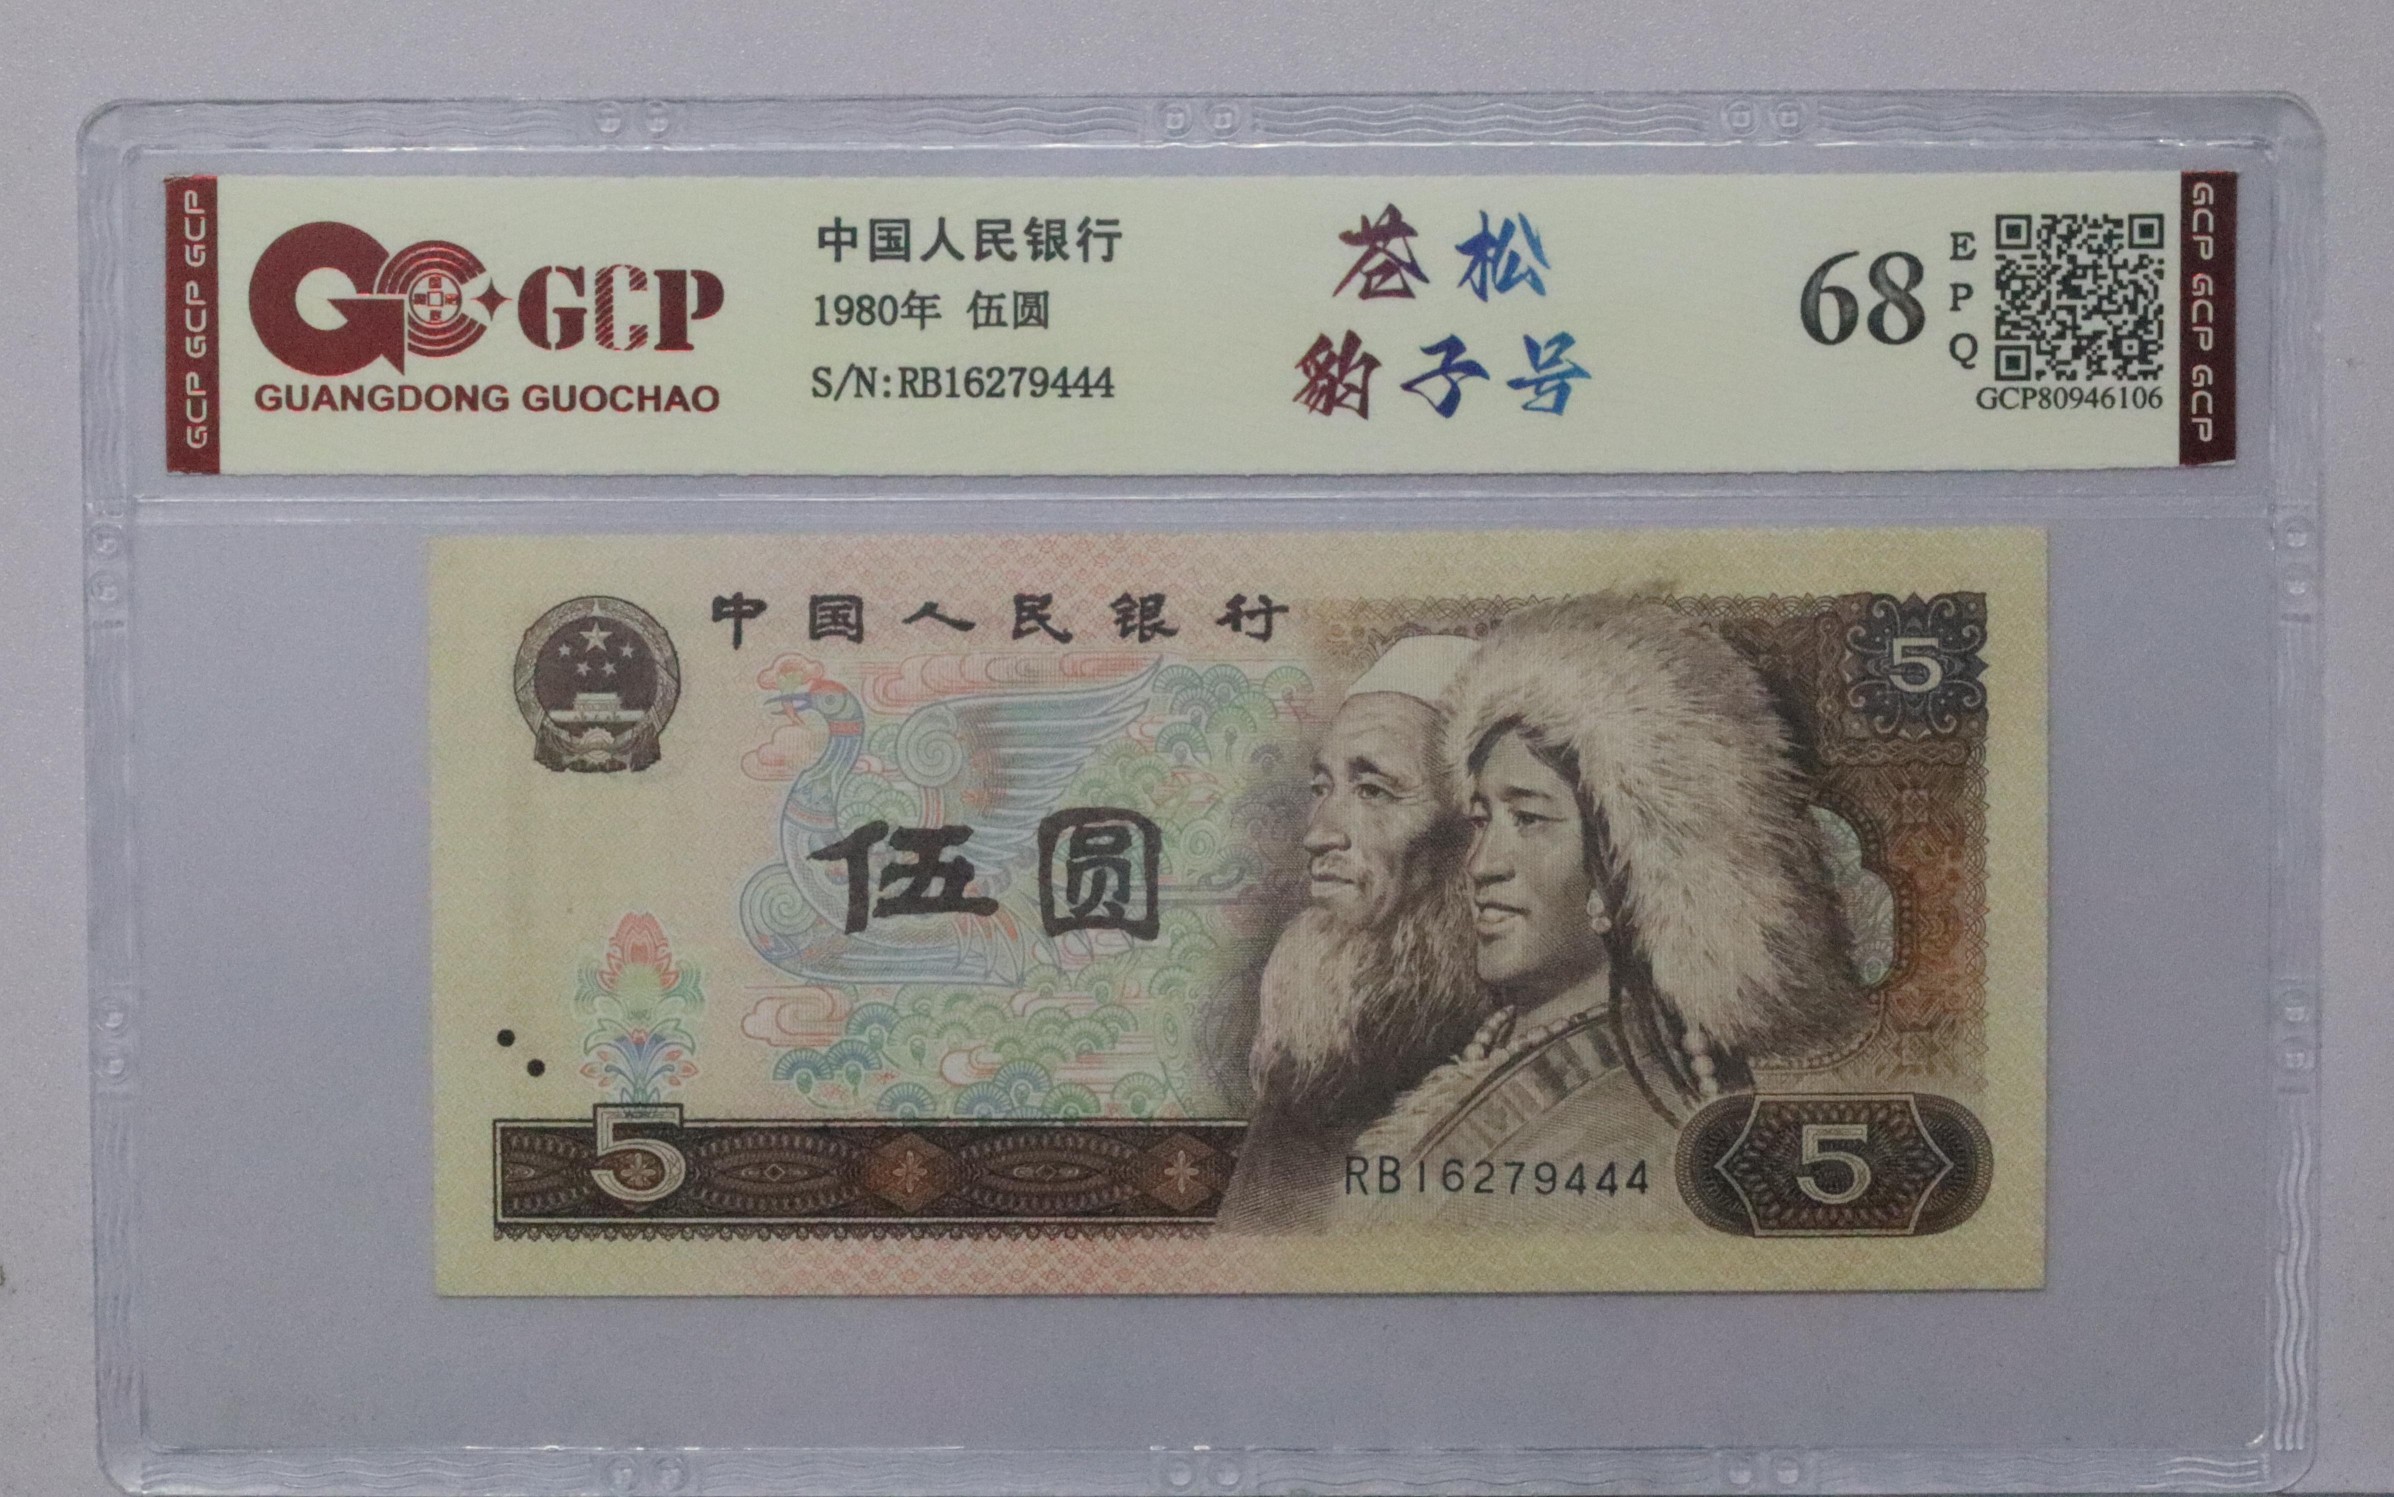 GCP GCP GCP
GCP
GUANGDONG GUOCHAO
中国人民银行
1980年 伍圆
S/N:RB16279444
苍松
豹子号
68
E
P
Q
GCP80946106
GCP GCP GCP
中国人民银行
5
伍圆
5
RB16279444
5